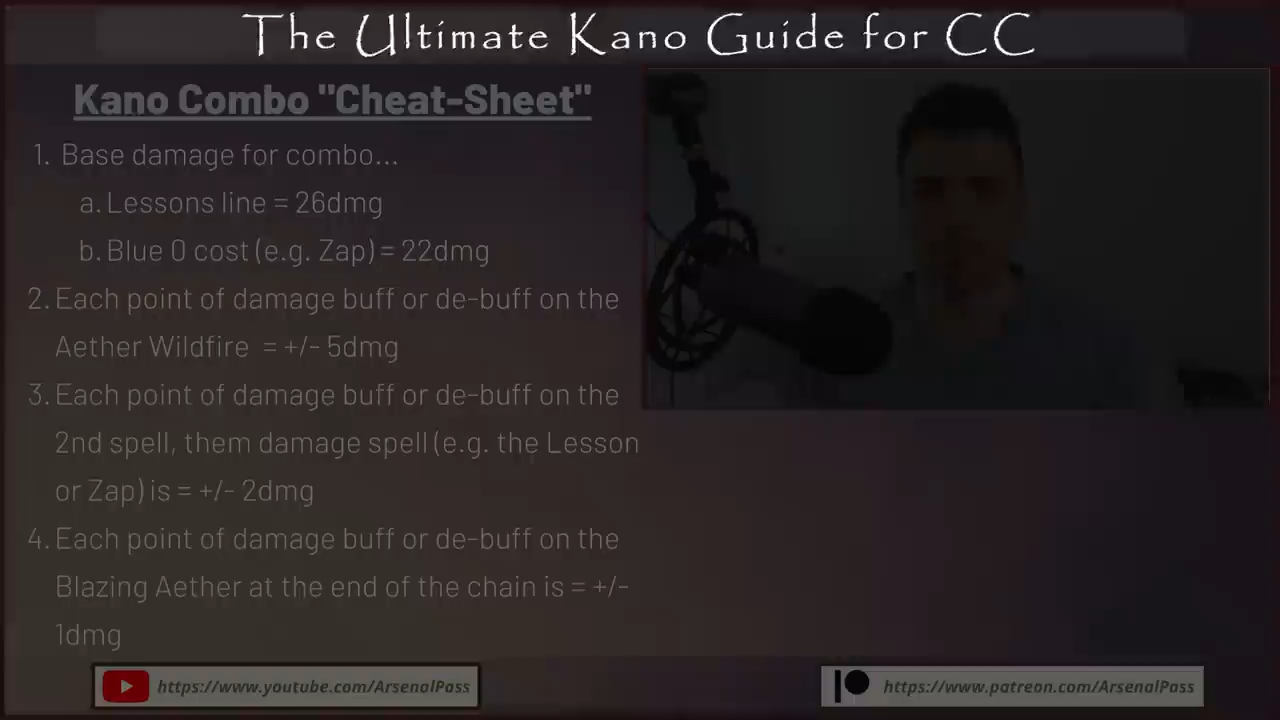 The Ultimate Kano Guide for CC
Kano Combo "Cheat-Sheet"
1. Base damage for combo...
a. Lessons line = 26dmg
b. Blue 0 cost (e.g. Zap) = 22dmg
2. Each point of damage buff or de-buff on the
Aether Wildfire = +/- 5dmg
3. Each point of damage buff or de-buff on the
2nd spell, them damage spell (e.g. the Lesson
or Zap) is = +/- 2dmg
4. Each point of damage buff or de-buff on the
Blazing Aether at the end of the chain is = +/-
1dmg
https://www.youtube.com/ArsenalPass
https://www.patreon.com/ArsenalPass